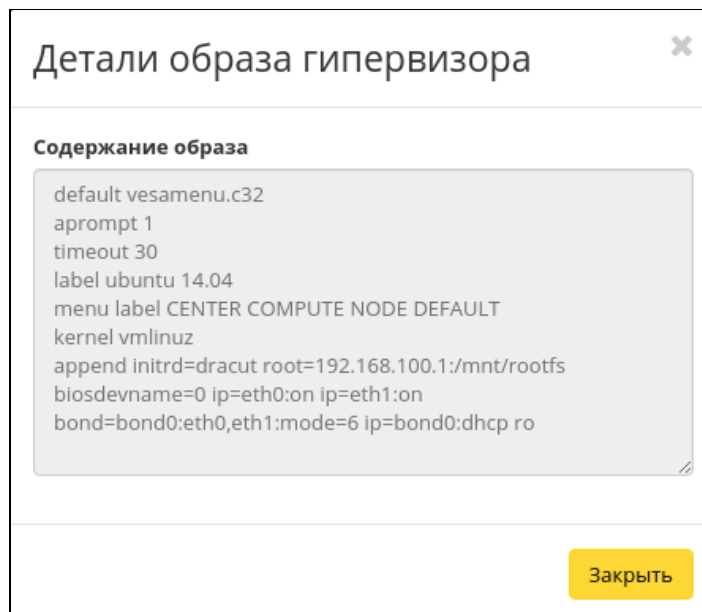 Детали образа гипервизора
Содержание образа
default vesamenu.c32
aprompt 1
timeout 30
label ubuntu 14.04
menu label CENTER COMPUTE NODE DEFAULT
kernel vmlinuz
append initrd=dracut root=192.168.100.1:/mnt/rootfs
biosdevname=0 ip=eth0:on ip=eth1:on
bond=bond0:eth0,eth1:mode=6 ip=bond0:dhcp ro
Закрыть